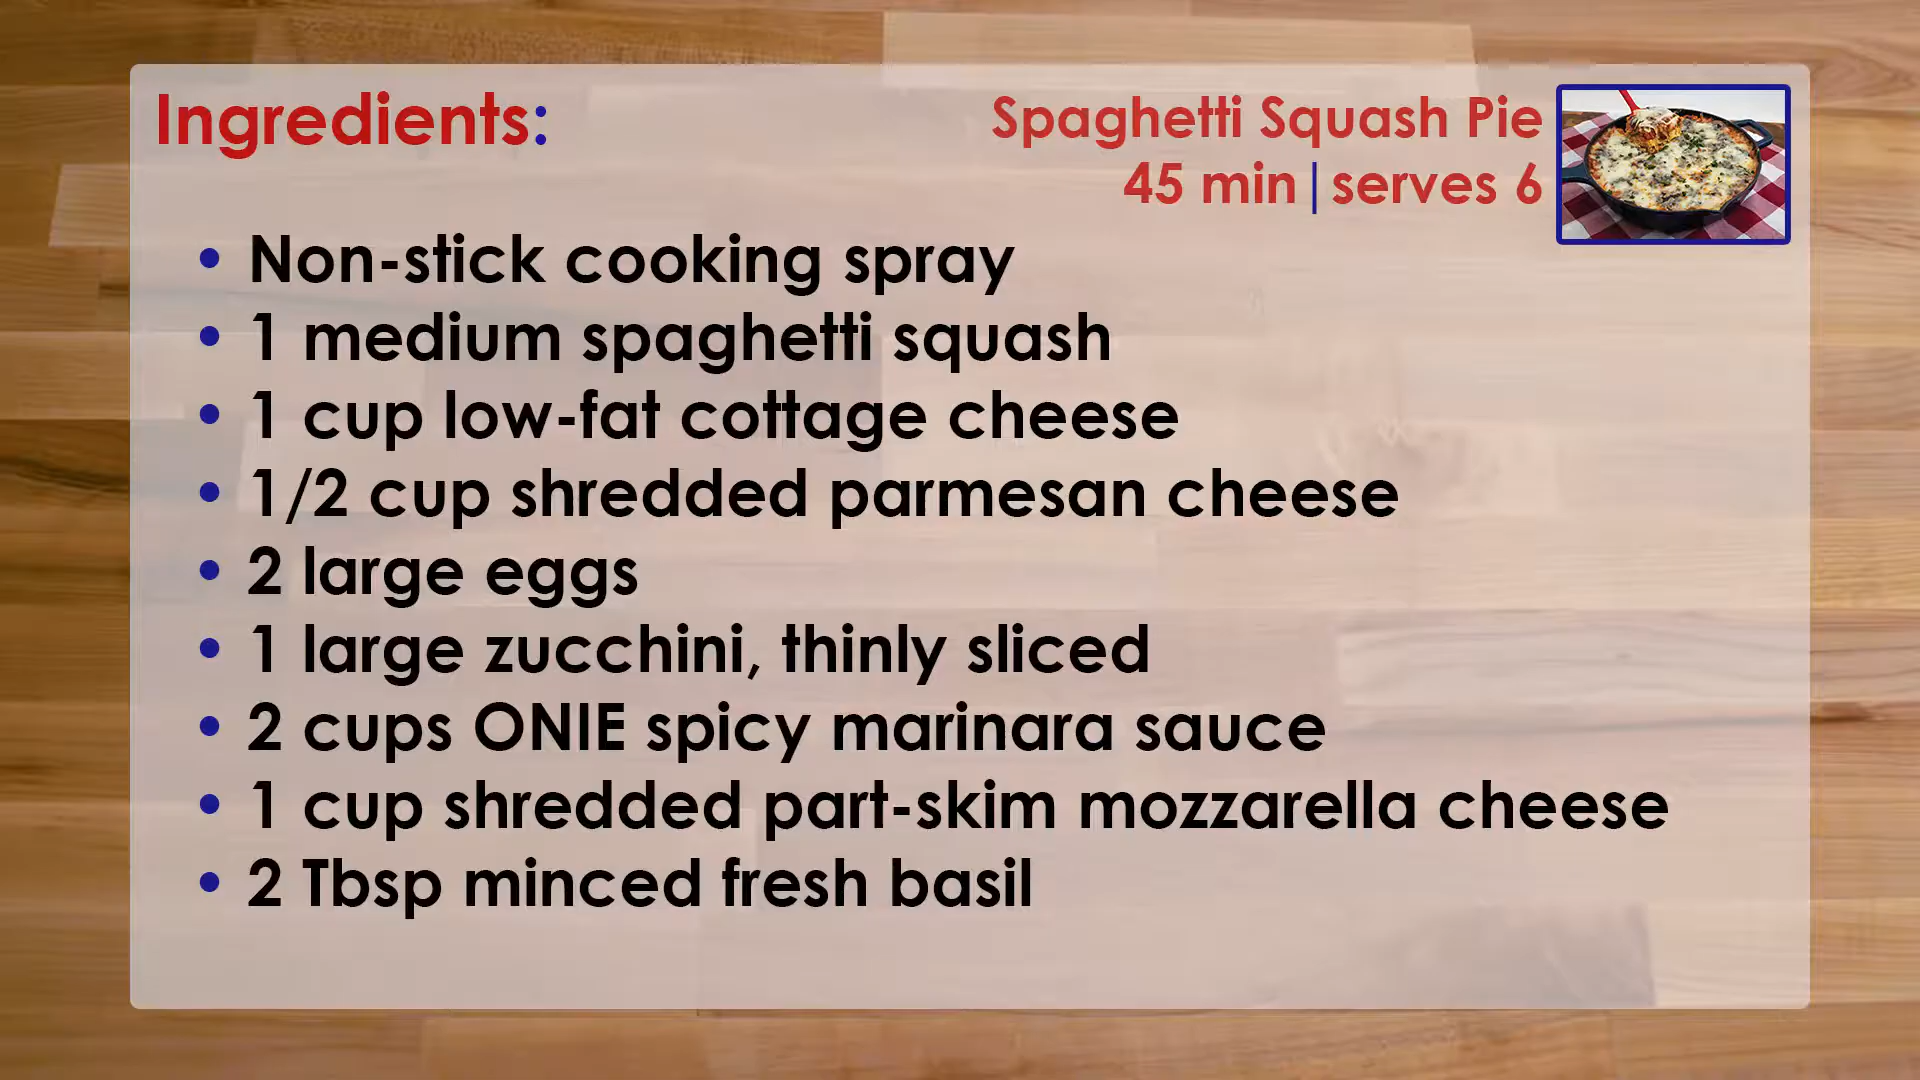 Ingredients:
Spaghetti Squash Pie
45 min|serves 6
• Non-stick cooking spray
• 1 medium spaghetti squash
• 1 cup low-fat cottage cheese
• 1/2 cup shredded parmesan cheese
• 2 large eggs
• 1 large zucchini, thinly sliced
• 2 cups ONIE spicy marinara sauce
• 1 cup shredded part-skim mozzarella cheese
• 2 Tbsp minced fresh basil